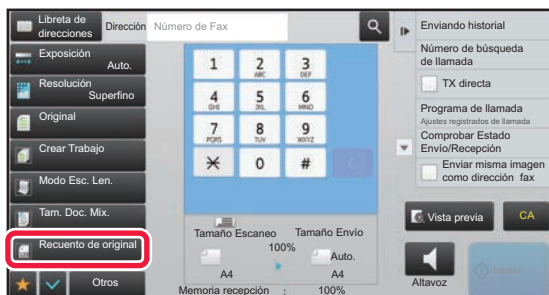 Libreta de
direcciones
Dirección
Número de Fax
Exposición
Auto.
Resolución
Superfino
Original
Crear Trabajo
Modo Esc. Len.
Tam. Doc. Mix.
Recuento de original
Otros
1
2
ABC
3
DEF
4
GHI
5
JKL
6
MNO
7
PQRS
8
TUV
9
WXYZ
0
#
C
Tamaño Escaneo
Tamaño Envío
100%
Auto.
A4
A4
Memoria recepción : 100%
Enviando historial
Número de búsqueda
de llamada
TX directa
Programa de llamada
Ajustes registrados de llamada
Comprobar Estado
Envío/Recepción
Enviar misma imagen
como dirección fax
Vista previa
CA
Altavoz